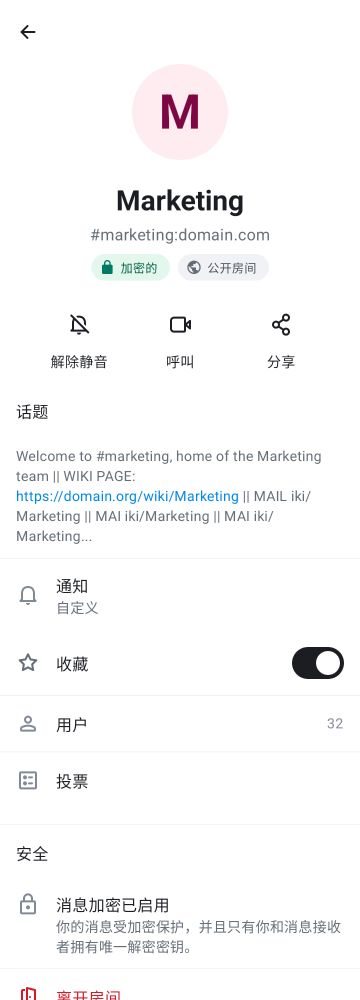 M
Marketing
#marketing:domain.com
加密的
公开房间
解除静音
呼叫
分享
话题
Welcome to #marketing, home of the Marketing
team || WIKI PAGE:
https://domain.org/wiki/Marketing || MAIL iki/
Marketing || MAI iki/Marketing || MAI iki/
Marketing...
通知
自定义
收藏
用户
32
投票
安全
消息加密已启用
你的消息受加密保护，并且只有你和消息接收
者拥有唯一解密密钥。
离开房间